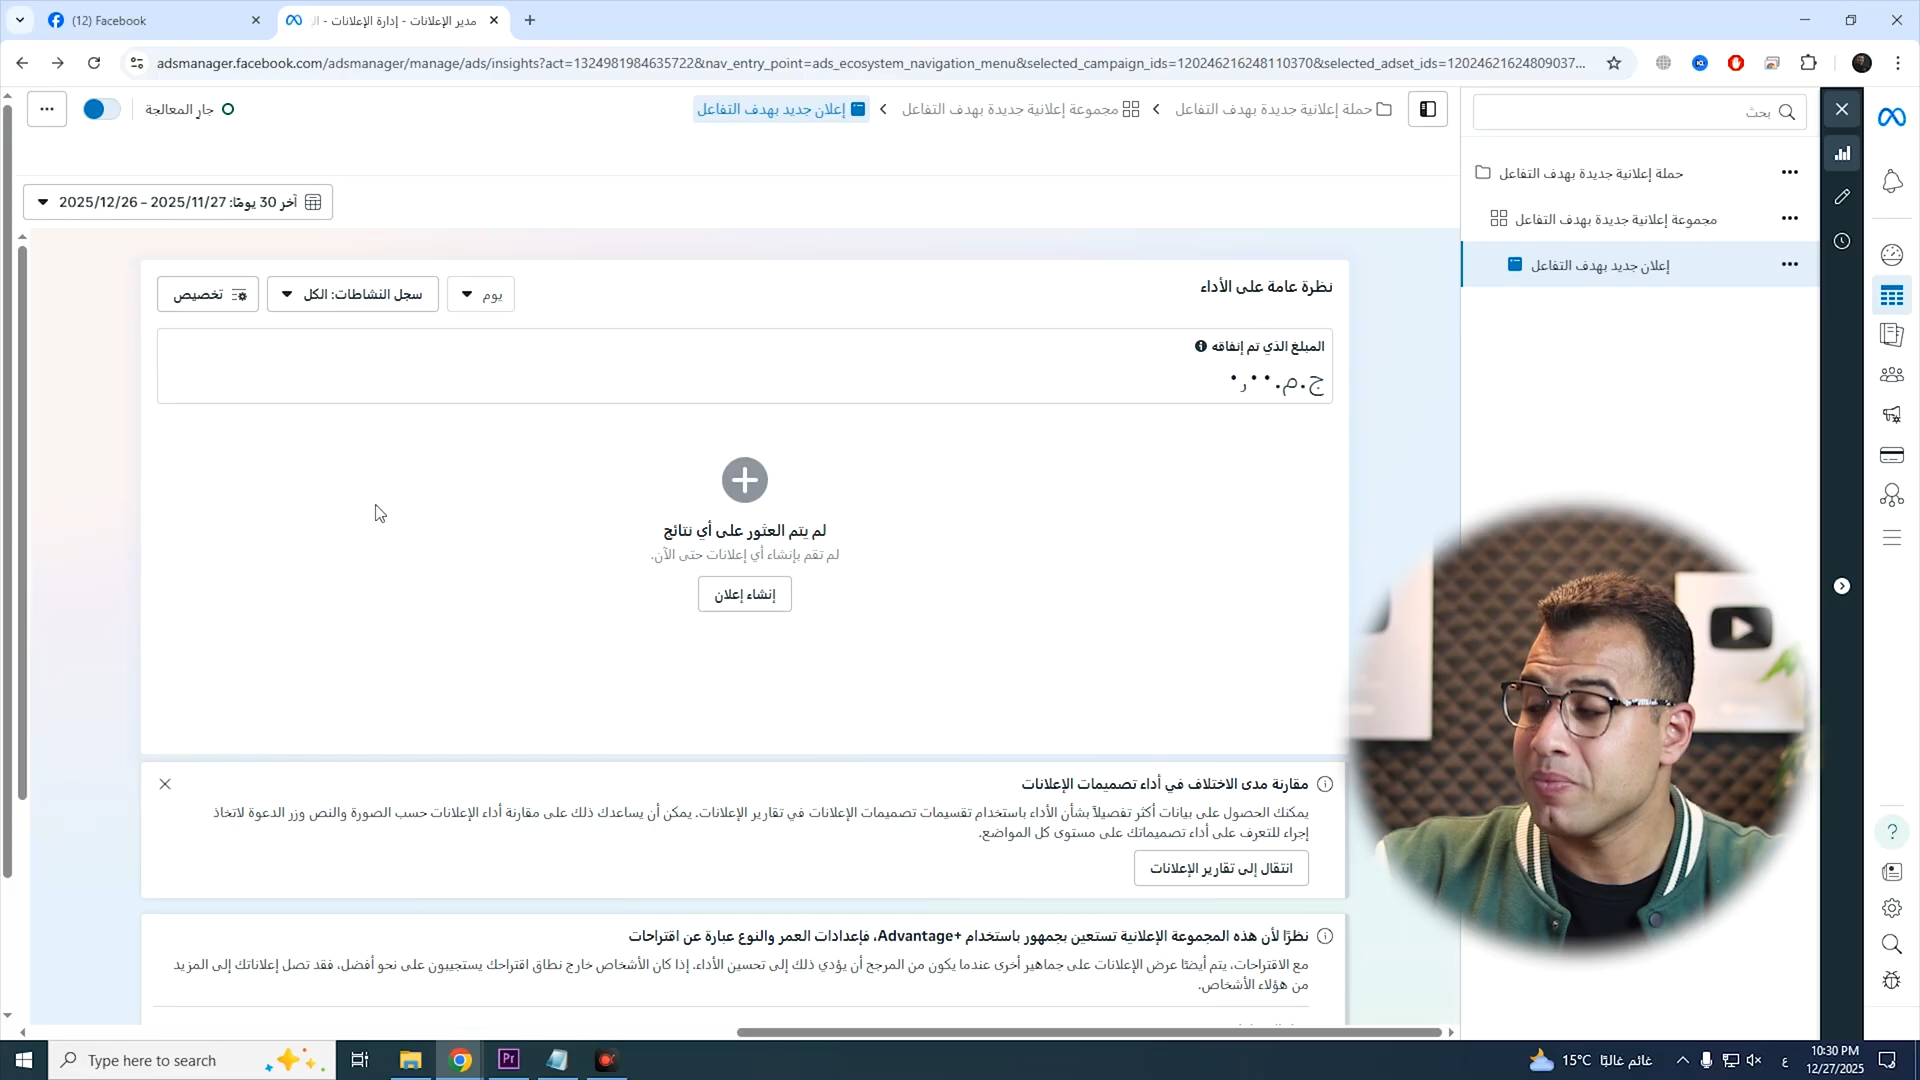 (12) Facebook
مدير الإعلانات - إدارة الإعلانات - ال
adsmanager.facebook.com/adsmanager/manage/ads/insights?act=1324981984635722&nav_entry_point=ads_ecosystem_navigation_menu&selected_campaign_ids=120246216248110370&selected_adset_ids=12024621624809037...
بحث
حملة إعلانية جديدة بهدف التفاعل
مجموعة إعلانية جديدة بهدف التفاعل
إعلان جديد بهدف التفاعل
جارٍ المعالجة
حملة إعلانية جديدة بهدف التفاعل
مجموعة إعلانية جديدة بهدف التفاعل
إعلان جديد بهدف التفاعل
آخر 30 يومًا: 2025/11/27 – 2025/12/26
نظرة عامة على الأداء
يوم
سجل النشاطات: الكل
تخصيص
المبلغ الذي تم إنفاقه
ج.م.٠٠٫٠
لم يتم العثور على أي نتائج
لم تقم بإنشاء أي إعلانات حتى الآن.
إنشاء إعلان
مقارنة مدى الاختلاف في أداء تصميمات الإعلانات
يمكنك الحصول على بيانات أكثر تفصيلاً بشأن الأداء باستخدام تقسيمات تصميمات الإعلانات في تقارير الإعلانات. يمكن أن يساعدك ذلك على مقارنة أداء الإعلانات حسب الصورة والنص وزر الدعوة لاتخاذ
إجراء للتعرف على أداء تصميماتك على مستوى كل المواضع.
انتقال إلى تقارير الإعلانات
نظرًا لأن هذه المجموعة الإعلانية تستعين بجمهور باستخدام +Advantage، فإعدادات العمر والنوع عبارة عن اقتراحات
مع الاقتراحات، يتم أيضًا عرض الإعلانات على جماهير أخرى عندما يكون من المرجح أن يؤدي ذلك إلى تحسين الأداء. إذا كان الأشخاص خارج نطاق اقتراحك يستجيبون على نحو أفضل، فقد تصل إعلاناتك إلى المزيد
من هؤلاء الأشخاص.
Type here to search
Pr
15°C غائم غالبًا
ع
10:30 PM
12/27/2025